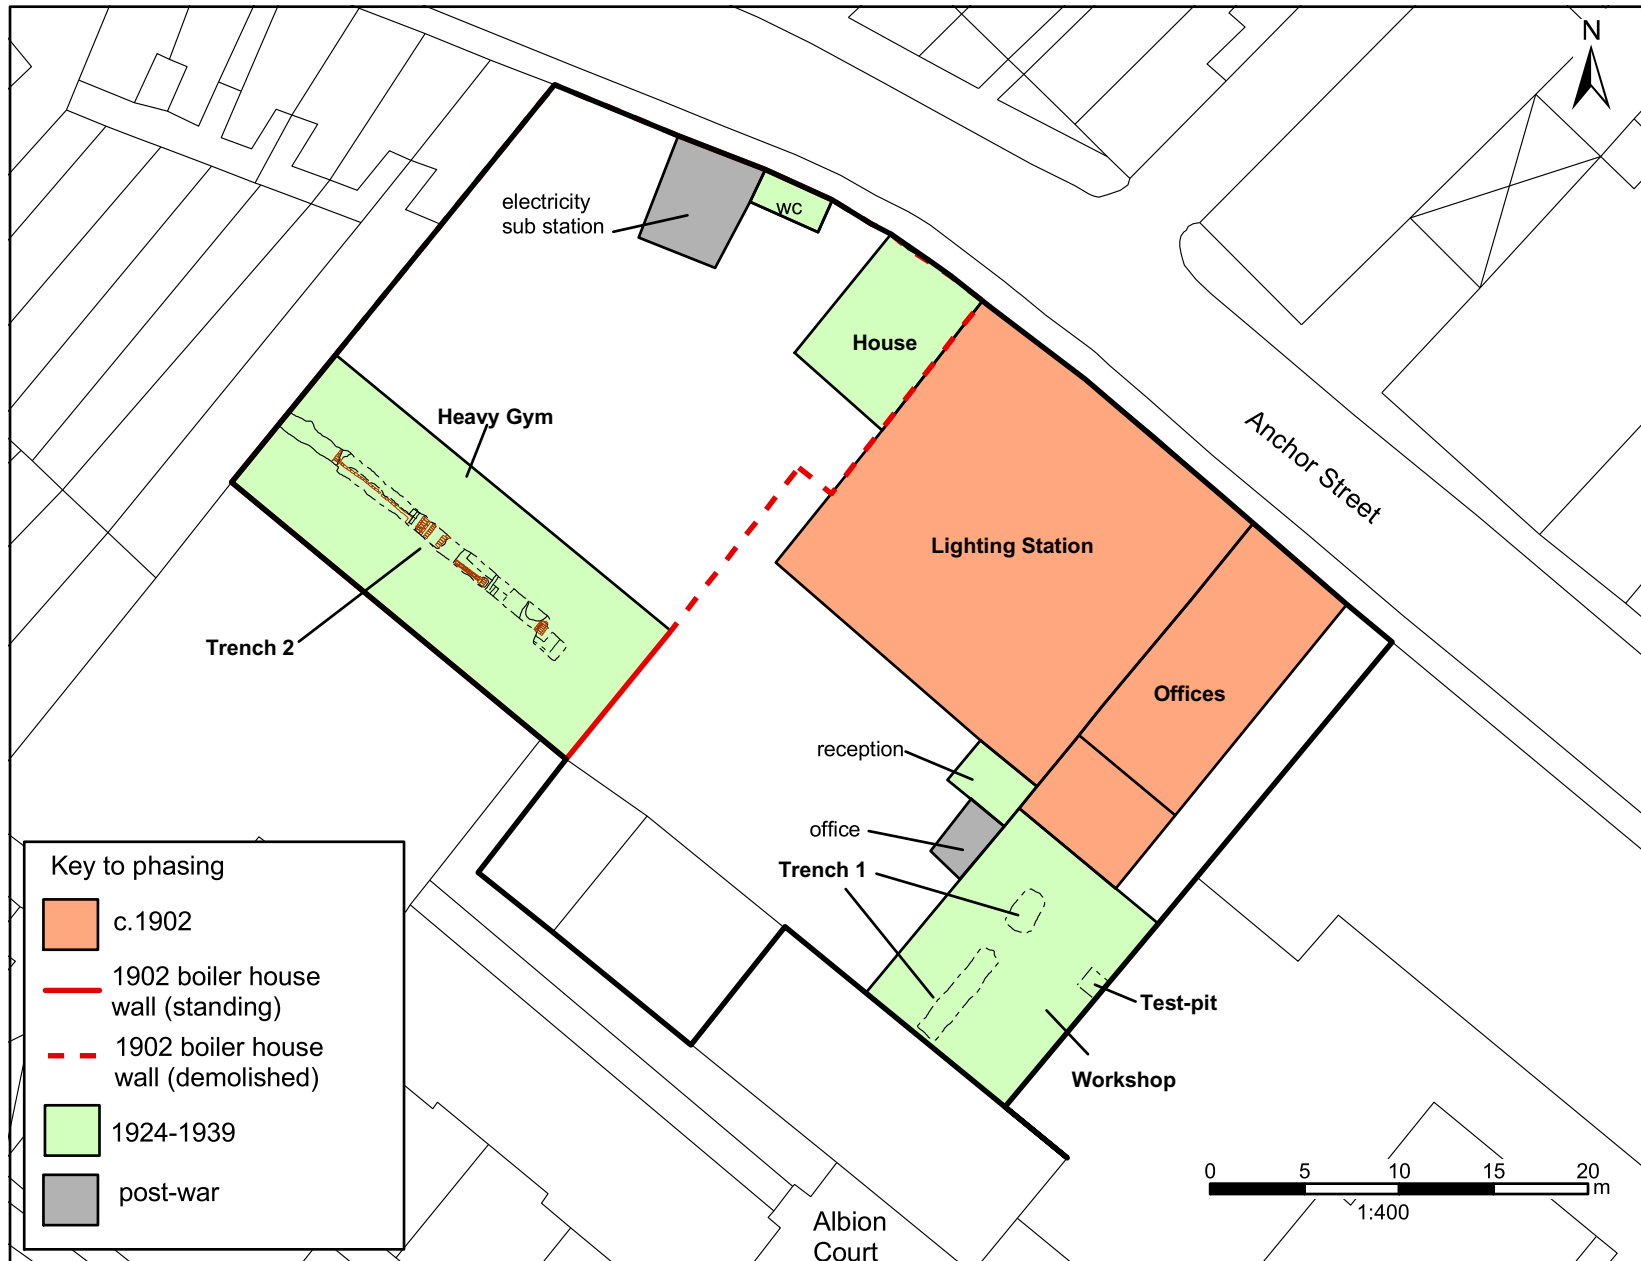 N
electricity
sub station
wc
House
Heavy Gym
Anchor Street
Lighting Station
Trench 2
Offices
reception
office
Trench 1
Test-pit
Workshop
Key to phasing
c.1902
1902 boiler house
wall (standing)
1902 boiler house
wall (demolished)
1924-1939
post-war
0 5 10 15 20
m
1:400
Albion
Court